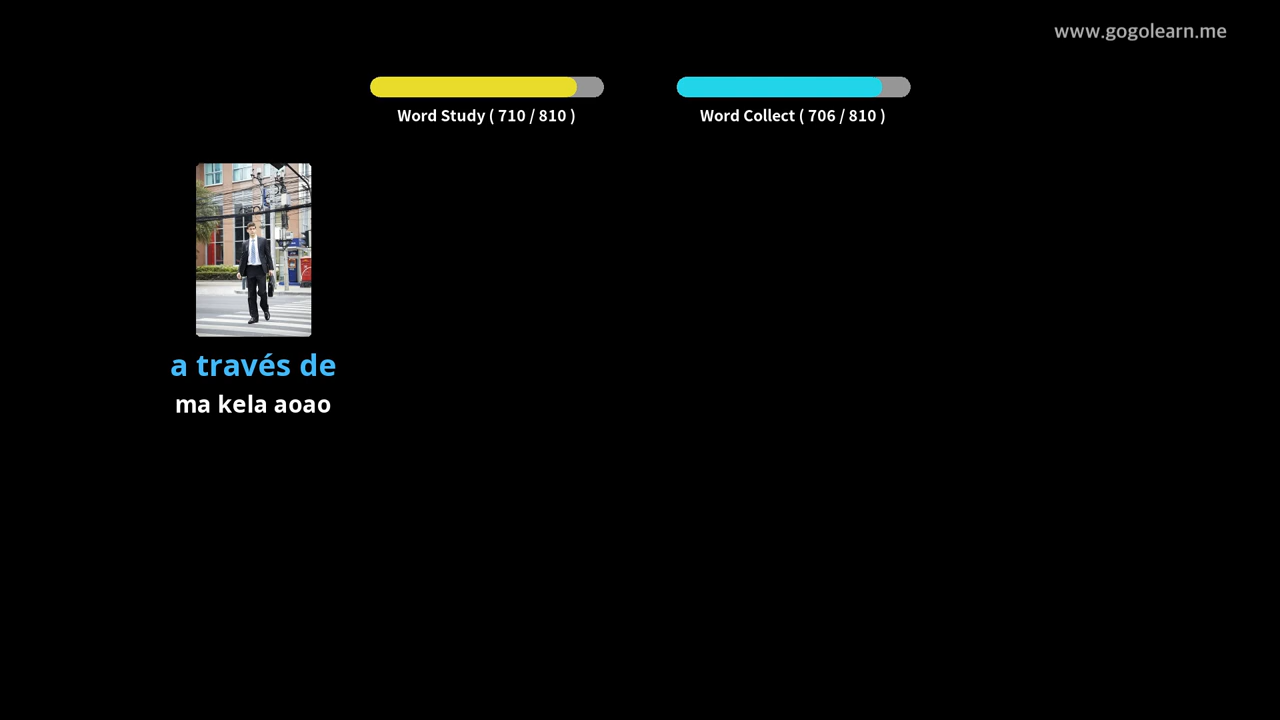 www.gogolearn.me
Word Study ( 710 / 810 )
Word Collect ( 706 / 810 )
a través de
ma kela aoao